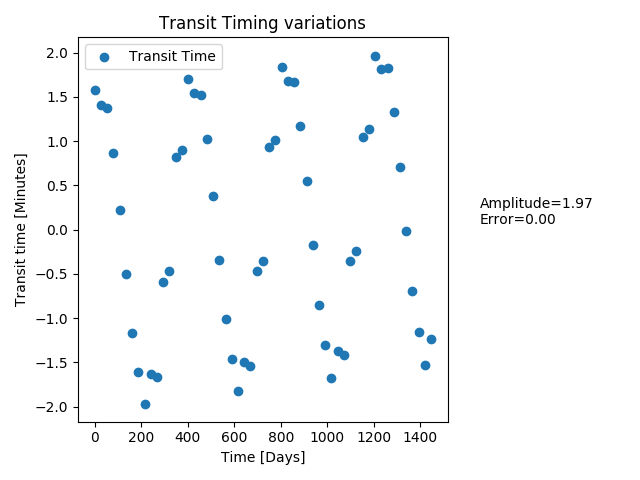 Transit Timing variations
Transit Time
2.0
1.5
1.0
0.5
0.0
−0.5
−1.0
−1.5
−2.0
Transit time [Minutes]
0 200 400 600 800 1000 1200 1400
Time [Days]
Amplitude=1.97
Error=0.00